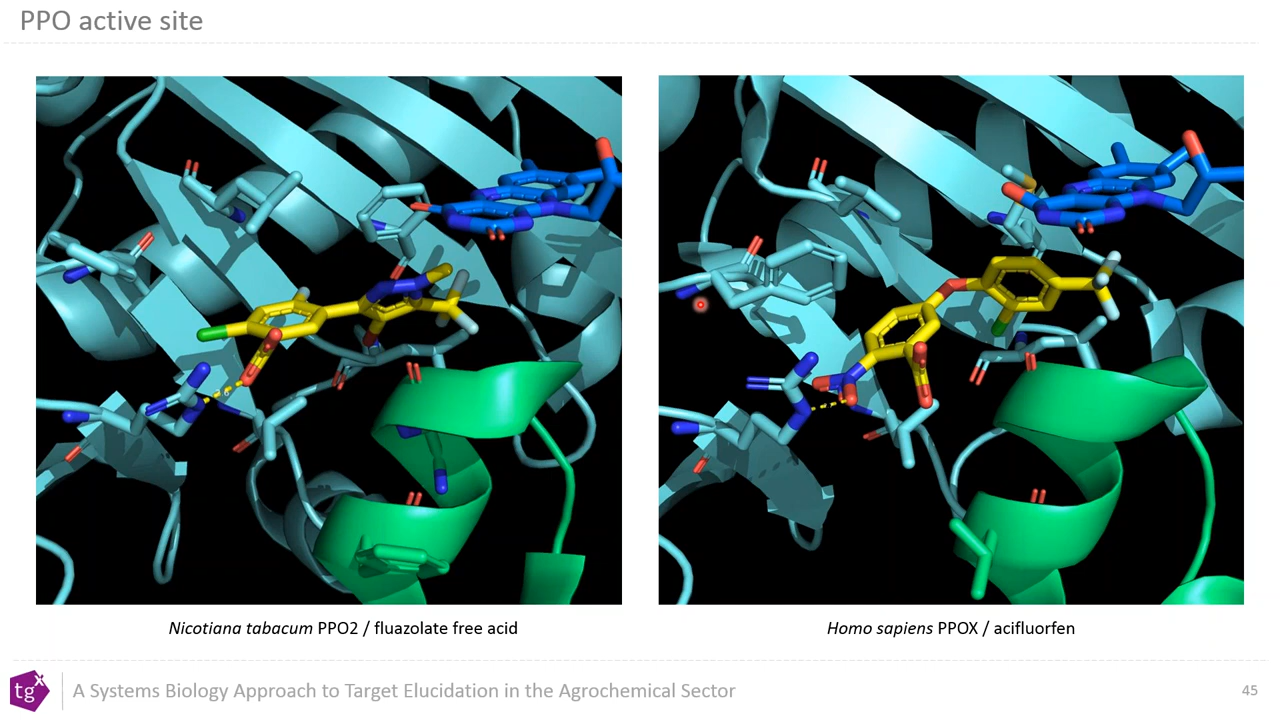 PPO active site
Nicotiana tabacum PPO2 / fluazolate free acid
Homo sapiens PPOX / acifluorfen
tgx
A Systems Biology Approach to Target Elucidation in the Agrochemical Sector
45